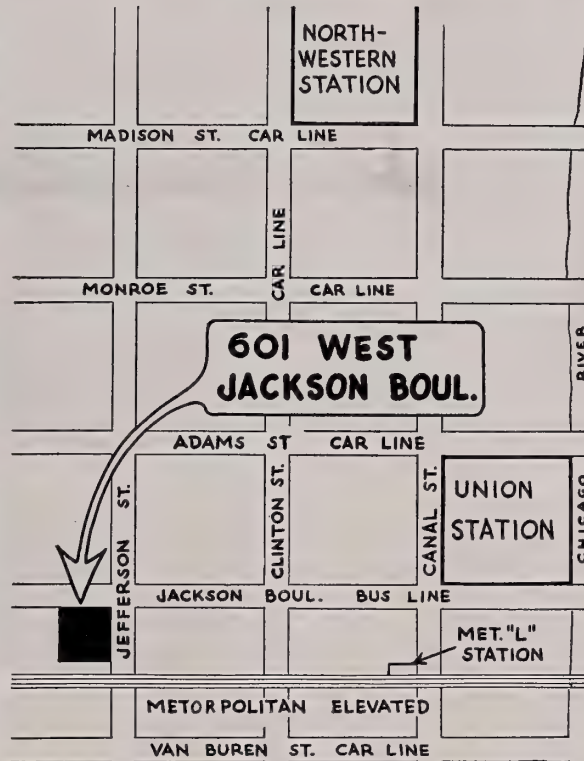 NORTH-
WESTERN
STATION
MADISON ST. CAR LINE
CAR LINE
MONROE ST. CAR LINE
601 WEST
JACKSON BOUL.
RIVER
ADAMS ST CAR LINE
JEFFERSON ST.
CLINTON ST.
CANAL ST.
UNION
STATION
CHICAGO
JACKSON BOUL. BUS LINE
MET. "L"
STATION
METORPOLITAN ELEVATED
VAN BUREN ST. CAR LINE